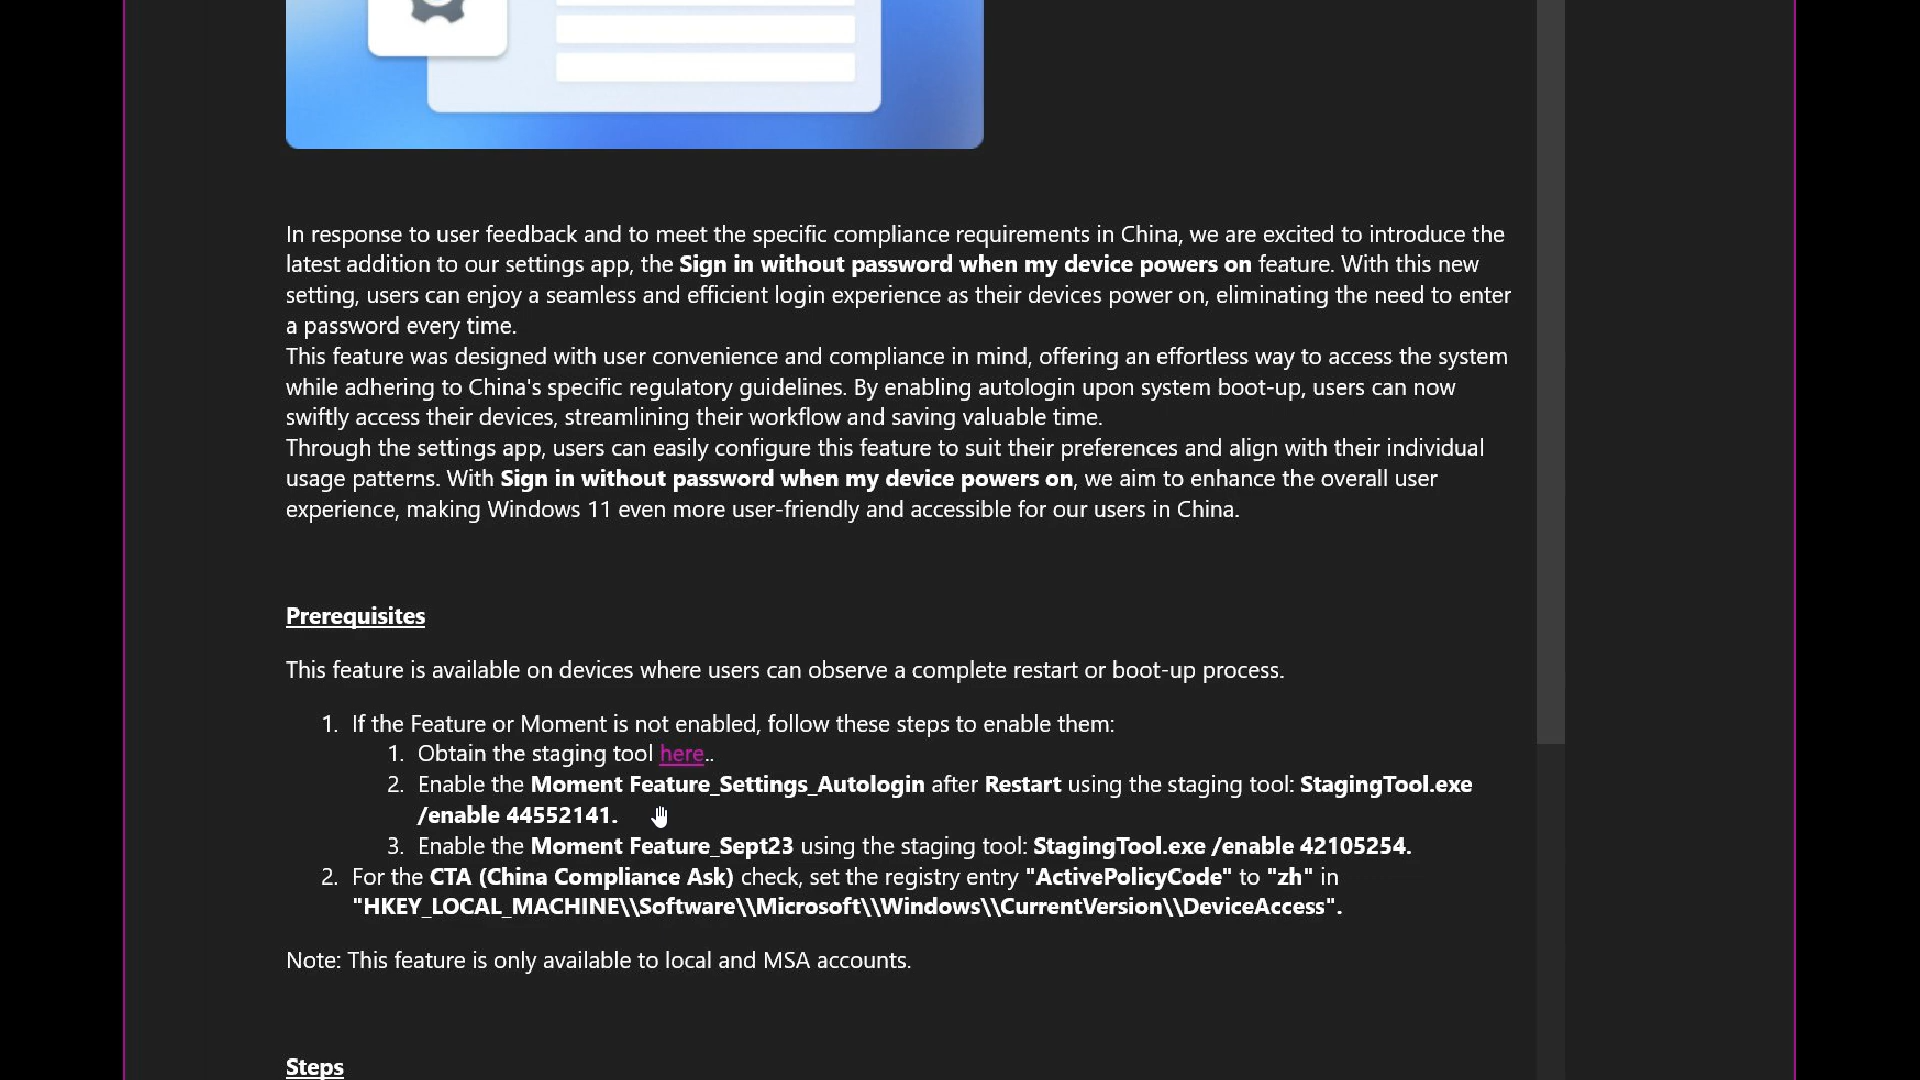 In response to user feedback and to meet the specific compliance requirements in China, we are excited to introduce the
latest addition to our settings app, the Sign in without password when my device powers on feature. With this new
setting, users can enjoy a seamless and efficient login experience as their devices power on, eliminating the need to enter
a password every time.
This feature was designed with user convenience and compliance in mind, offering an effortless way to access the system
while adhering to China's specific regulatory guidelines. By enabling autologin upon system boot-up, users can now
swiftly access their devices, streamlining their workflow and saving valuable time.
Through the settings app, users can easily configure this feature to suit their preferences and align with their individual
usage patterns. With Sign in without password when my device powers on, we aim to enhance the overall user
experience, making Windows 11 even more user-friendly and accessible for our users in China.
Prerequisites
This feature is available on devices where users can observe a complete restart or boot-up process.
1. If the Feature or Moment is not enabled, follow these steps to enable them:
1. Obtain the staging tool here..
2. Enable the Moment Feature_Settings_Autologin after Restart using the staging tool: StagingTool.exe
/enable 44552141.
3. Enable the Moment Feature_Sept23 using the staging tool: StagingTool.exe /enable 42105254.
2. For the CTA (China Compliance Ask) check, set the registry entry "ActivePolicyCode" to "zh" in
"HKEY_LOCAL_MACHINE\\Software\\Microsoft\\Windows\\CurrentVersion\\DeviceAccess".
Note: This feature is only available to local and MSA accounts.
Steps